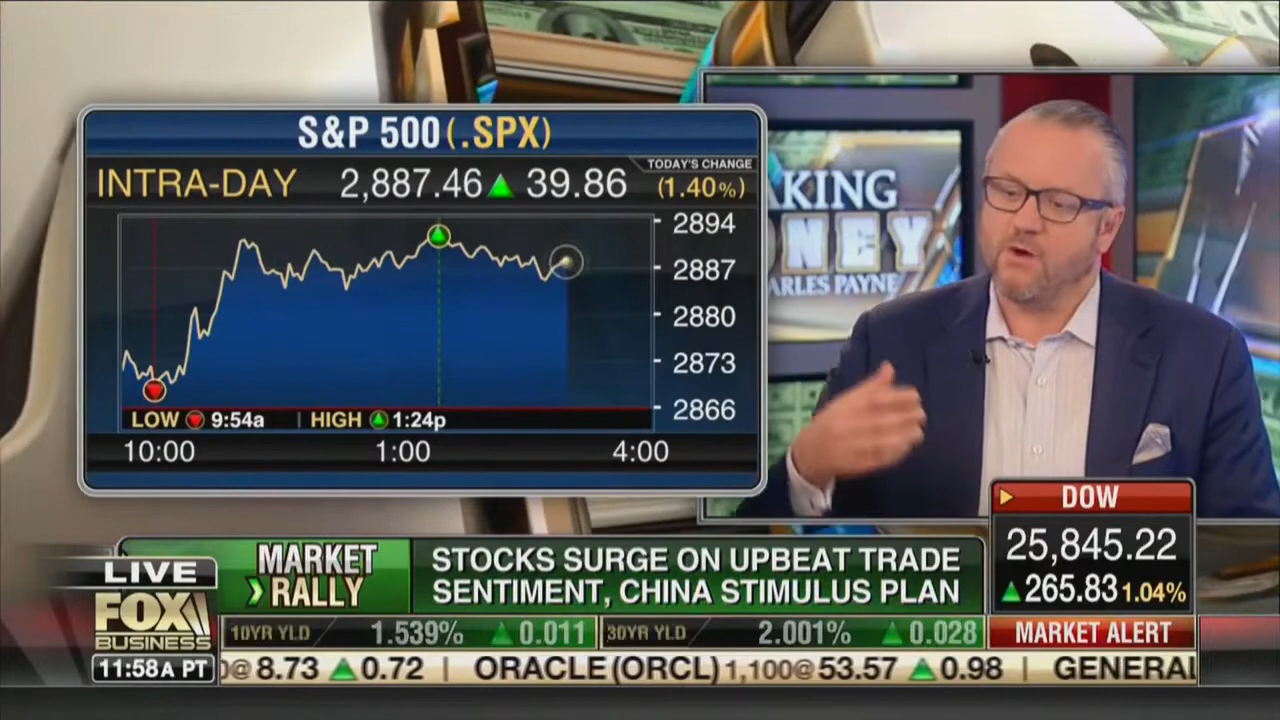 S&P 500 (.SPX)
INTRA-DAY 2,887.46 39.86
TODAY'S CHANGE
(1.40%)
2894
2887
2880
2873
2866
LOW 9:54a | HIGH 1:24p
10:00 1:00 4:00
AKING
NEY
ARLES PAYNE
DOW
25,845.22
265.83 1.04%
MARKET ALERT
MARKET
RALLY
STOCKS SURGE ON UPBEAT TRADE
SENTIMENT, CHINA STIMULUS PLAN
LIVE
FOX
BUSINESS
11:58A PT
10YR YLD 1.539% 0.011
30YR YLD 2.001% 0.028
@ 8.73 0.72 | ORACLE (ORCL) 1,100@ 53.57 0.98 | GENERAL